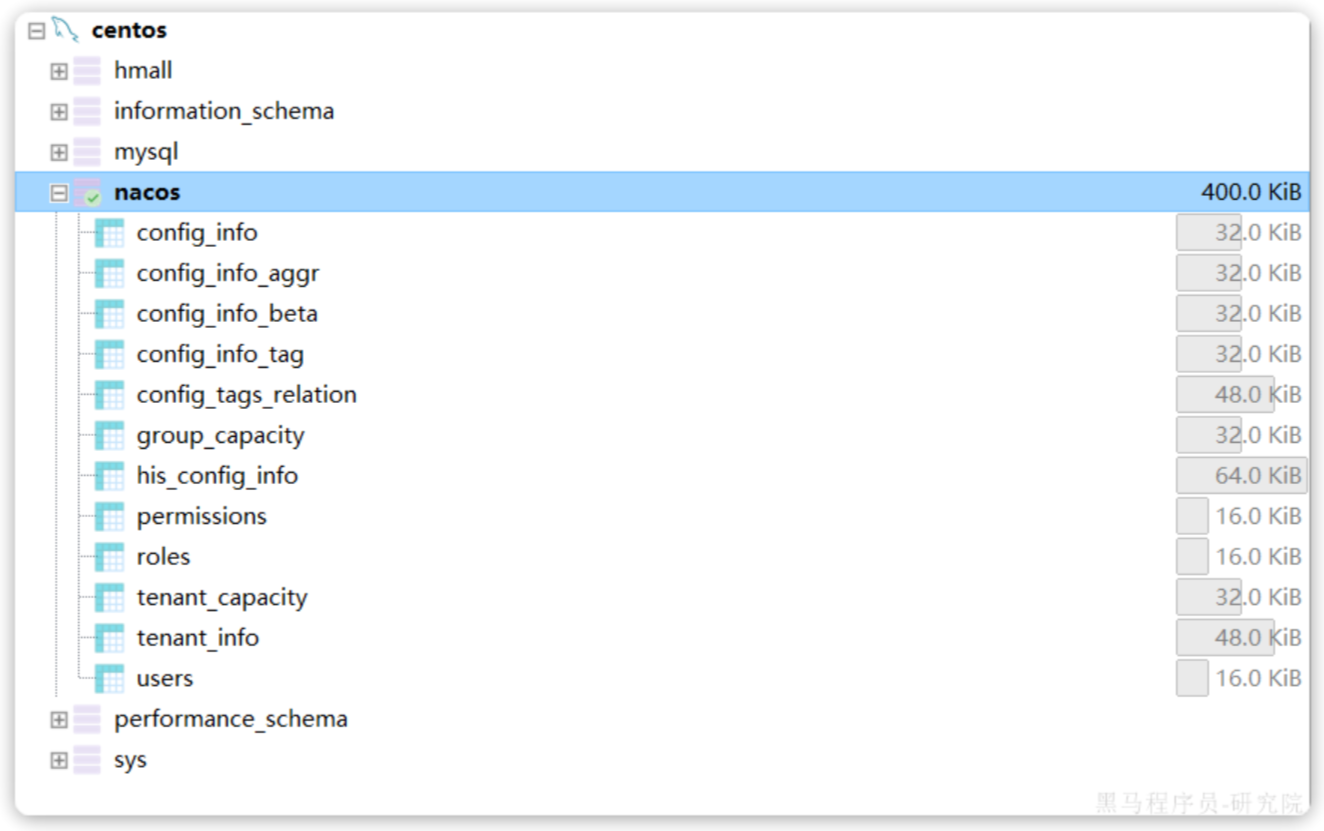 centos
hmall
information_schema
mysql
nacos 400.0 KiB
config_info 32.0 KiB
config_info_aggr 32.0 KiB
config_info_beta 32.0 KiB
config_info_tag 32.0 KiB
config_tags_relation 48.0 KiB
group_capacity 32.0 KiB
his_config_info 64.0 KiB
permissions 16.0 KiB
roles 16.0 KiB
tenant_capacity 32.0 KiB
tenant_info 48.0 KiB
users 16.0 KiB
performance_schema
sys
黑马程序员-研究院